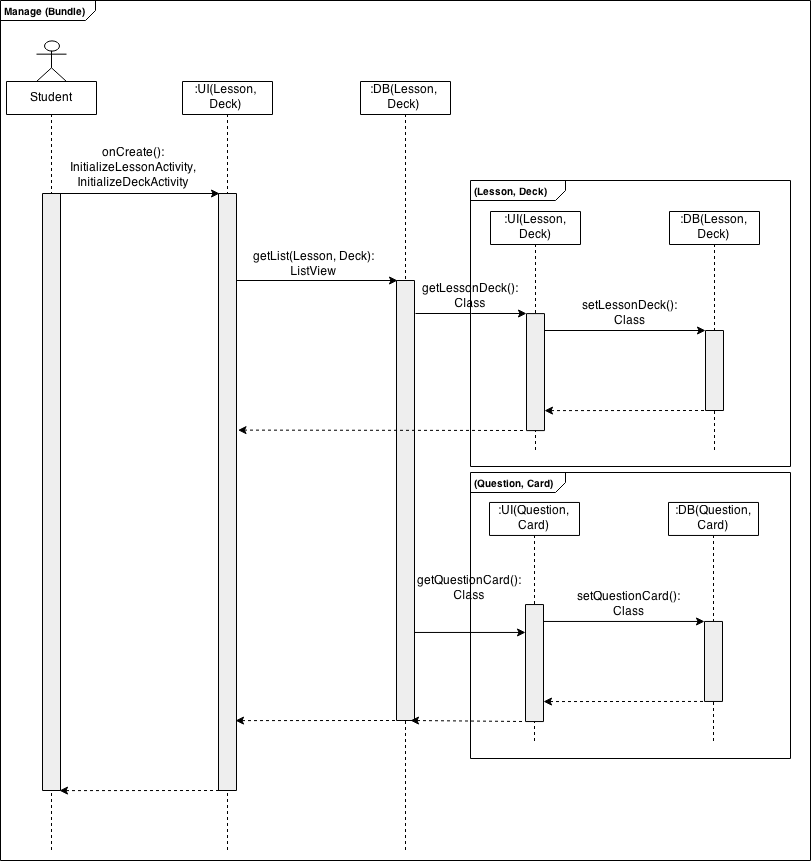 Manage (Bundle)
Student
:UI(Lesson,
Deck)
:DB(Lesson,
Deck)
onCreate():
InitializeLessonActivity,
InitializeDeckActivity
(Lesson, Deck)
:UI(Lesson,
Deck)
:DB(Lesson,
Deck)
getList(Lesson, Deck):
ListView
getLessonDeck():
Class
setLessonDeck():
Class
(Question, Card)
:UI(Question,
Card)
:DB(Question,
Card)
getQuestionCard():
Class
setQuestionCard():
Class